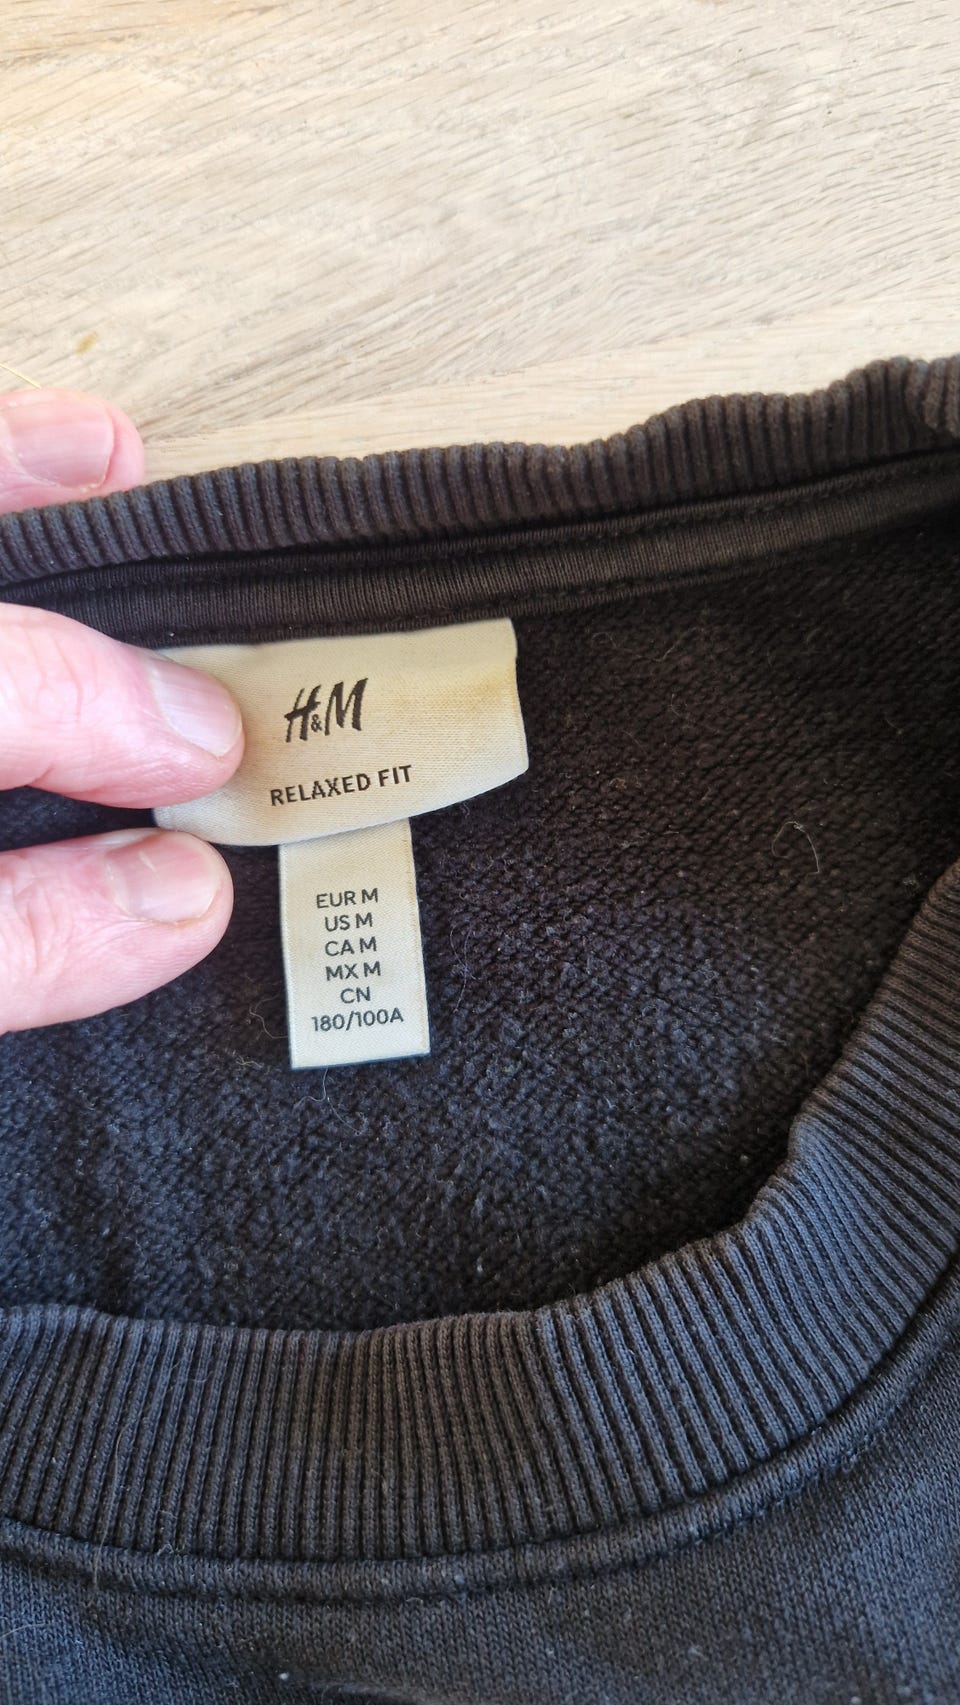 H&M
RELAXED FIT
EUR M
US M
CA M
MX M
CN
180/100A